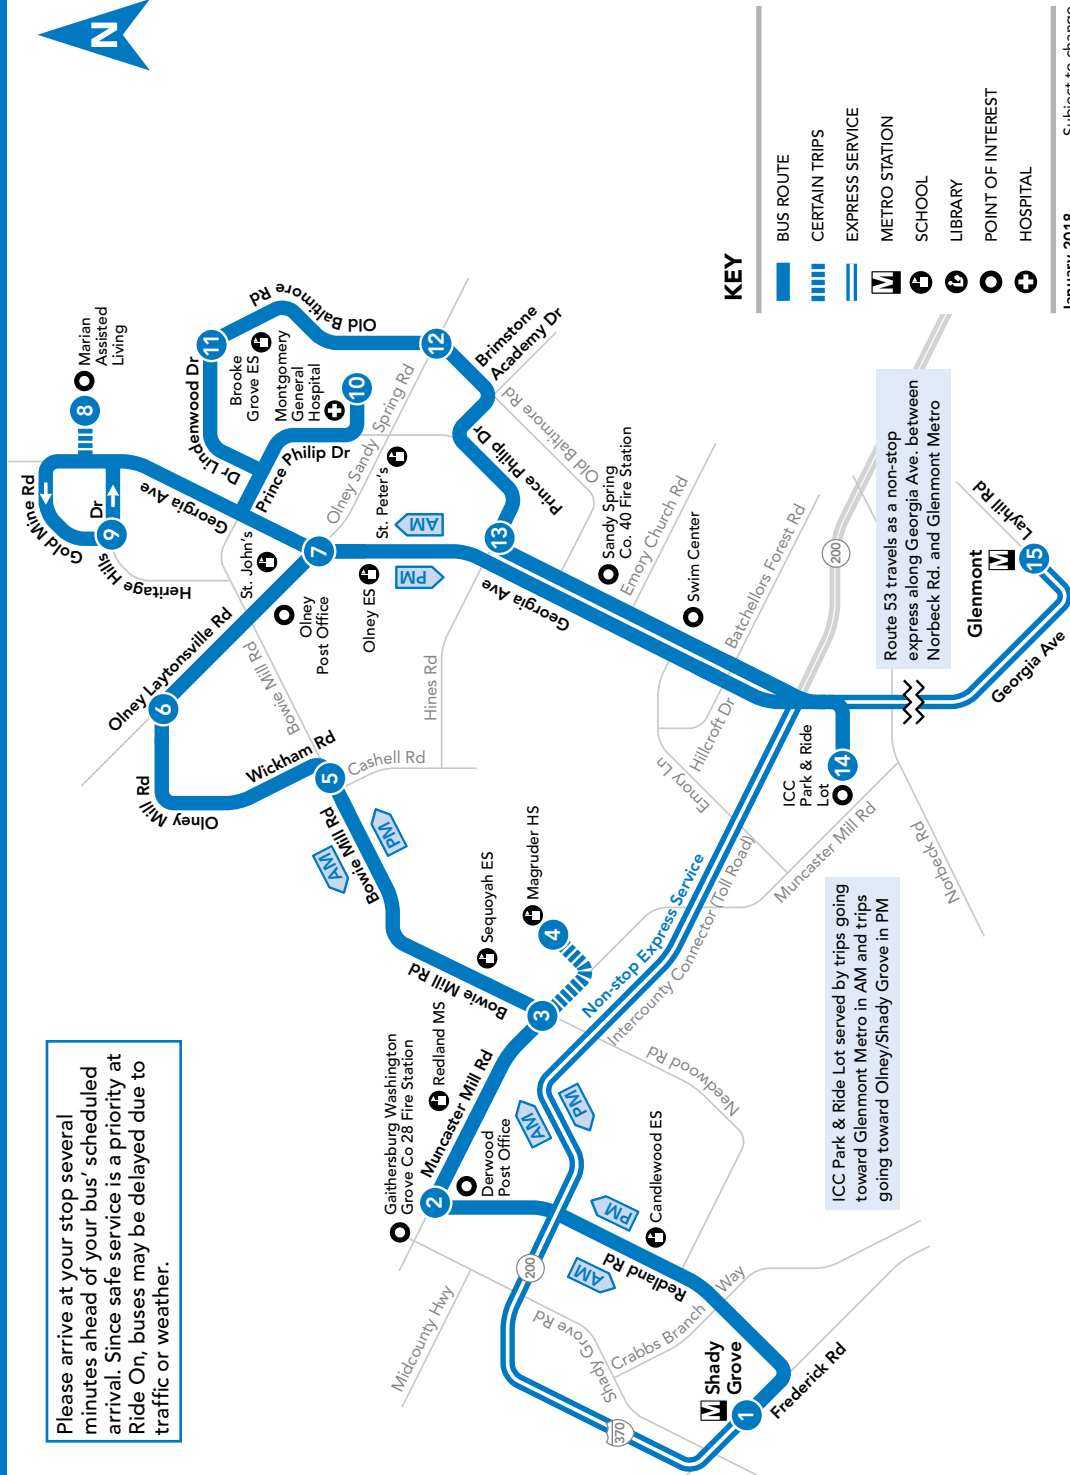 Please arrive at your stop several
minutes ahead of your bus' scheduled
arrival. Since safe service is a priority at
Ride On, buses may be delayed due to
traffic or weather.
N
Gold Mine Rd
Heritage Hills Dr
9
8
Marian
Assisted
Living
Georgia Ave
Dr Lindenwood Dr
11
Brooke
Grove ES
Montgomery
General
Hospital
10
Old Baltimore Rd
Prince Philip Dr
12
Brimstone
Academy Dr
Olney Sandy Spring Rd
Old Baltimore Rd
Prince Philip Dr
St. Peter's
AM
PM
13
7
St. John's
Olney
Post Office
Olney ES
Olney Laytonsville Rd
6
Bowie Mill Rd
Olney Mill Rd
Wickham Rd
5
Cashell Rd
Hines Rd
Georgia Ave
Sandy Spring
Co. 40 Fire Station
Emory Church Rd
Swim Center
Batchellors Forest Rd
Hillcroft Dr
Emory Ln
200
Bowie Mill Rd
AM
PM
Sequoyah ES
Magruder HS
4
Bowie Mill Rd
3
Non-stop Express Service
Intercounty Connector (Toll Road)
ICC
Park & Ride
Lot
14
Muncaster Mill Rd
Norbeck Rd
Route 53 travels as a non-stop
express along Georgia Ave. between
Norbeck Rd. and Glenmont Metro
Glenmont
M
15
Layhill Rd
Georgia Ave
Gaithersburg Washington
Grove Co 28 Fire Station
Redland MS
Muncaster Mill Rd
2
Derwood
Post Office
Needwood Rd
AM
PM
Candlewood ES
PM
AM
Redland Rd
200
Midcounty Hwy
Shady Grove Rd
Crabbs Branch Way
370
M
Shady
Grove
1
Frederick Rd
ICC Park & Ride Lot served by trips going
toward Glenmont Metro in AM and trips
going toward Olney/Shady Grove in PM
KEY
BUS ROUTE
CERTAIN TRIPS
EXPRESS SERVICE
M METRO STATION
SCHOOL
LIBRARY
POINT OF INTEREST
HOSPITAL
January 2018
Subject to change